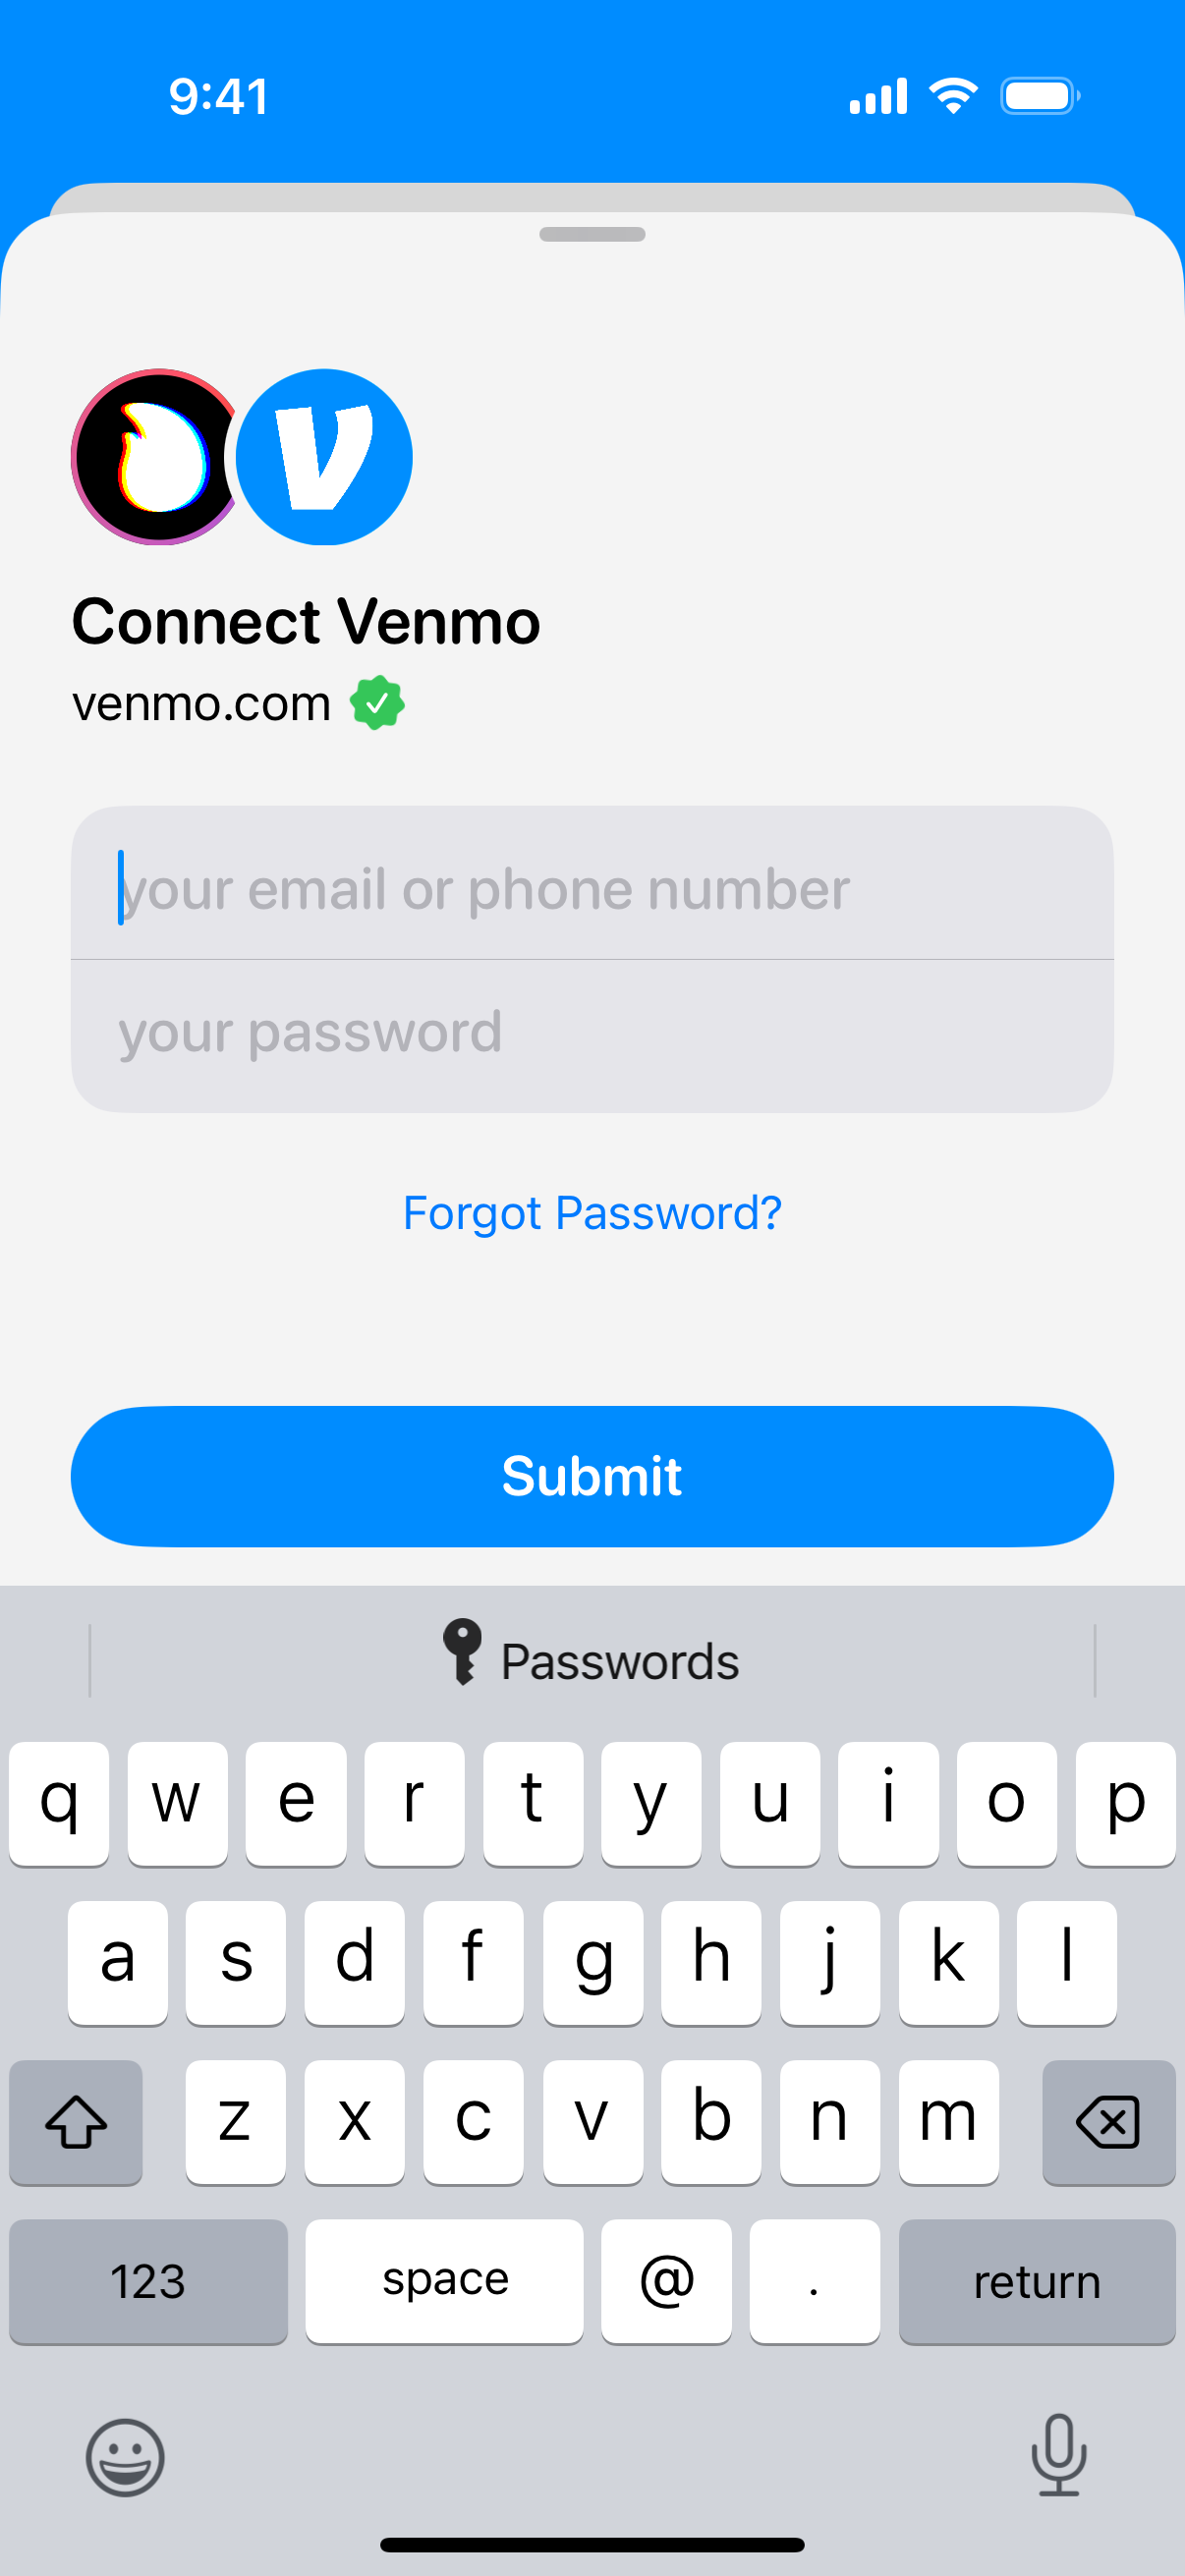 9:41
Connect Venmo
venmo.com
your email or phone number
your password
Forgot Password?
Submit
Passwords
q w e r t y u i o p
a s d f g h j k l
z x c v b n m
123 space @ . return